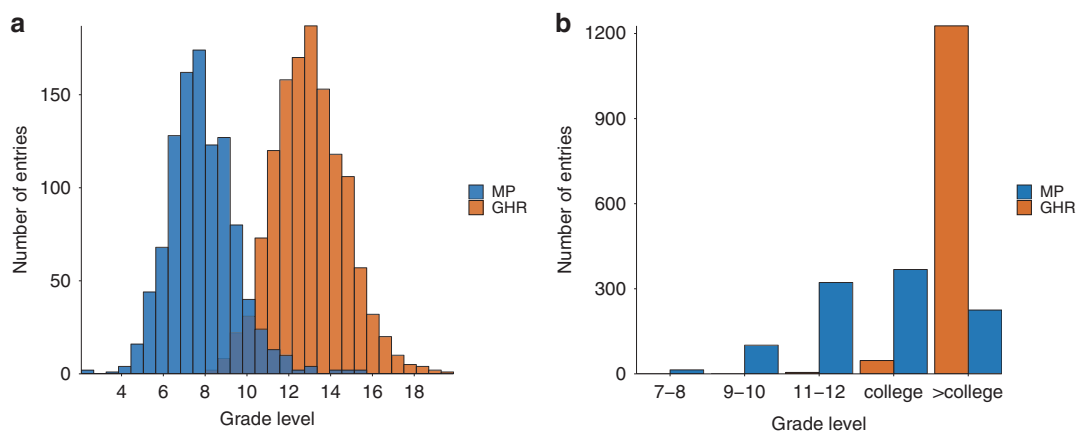 a
Number of entries
150
100
50
0
4 6 8 10 12 14 16 18
Grade level
MP
GHR
b
Number of entries
1200
900
600
300
0
7–8 9–10 11–12 college >college
Grade level
MP
GHR